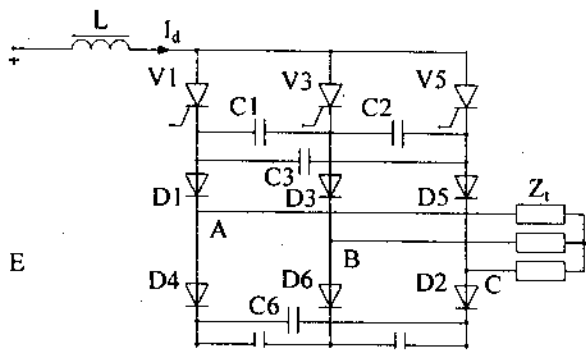 L I_d
+
V1 V3 V5
C1 C2
C3
D1 D3 D5 Z_t
A
E B C
D4 D6 D2
C6